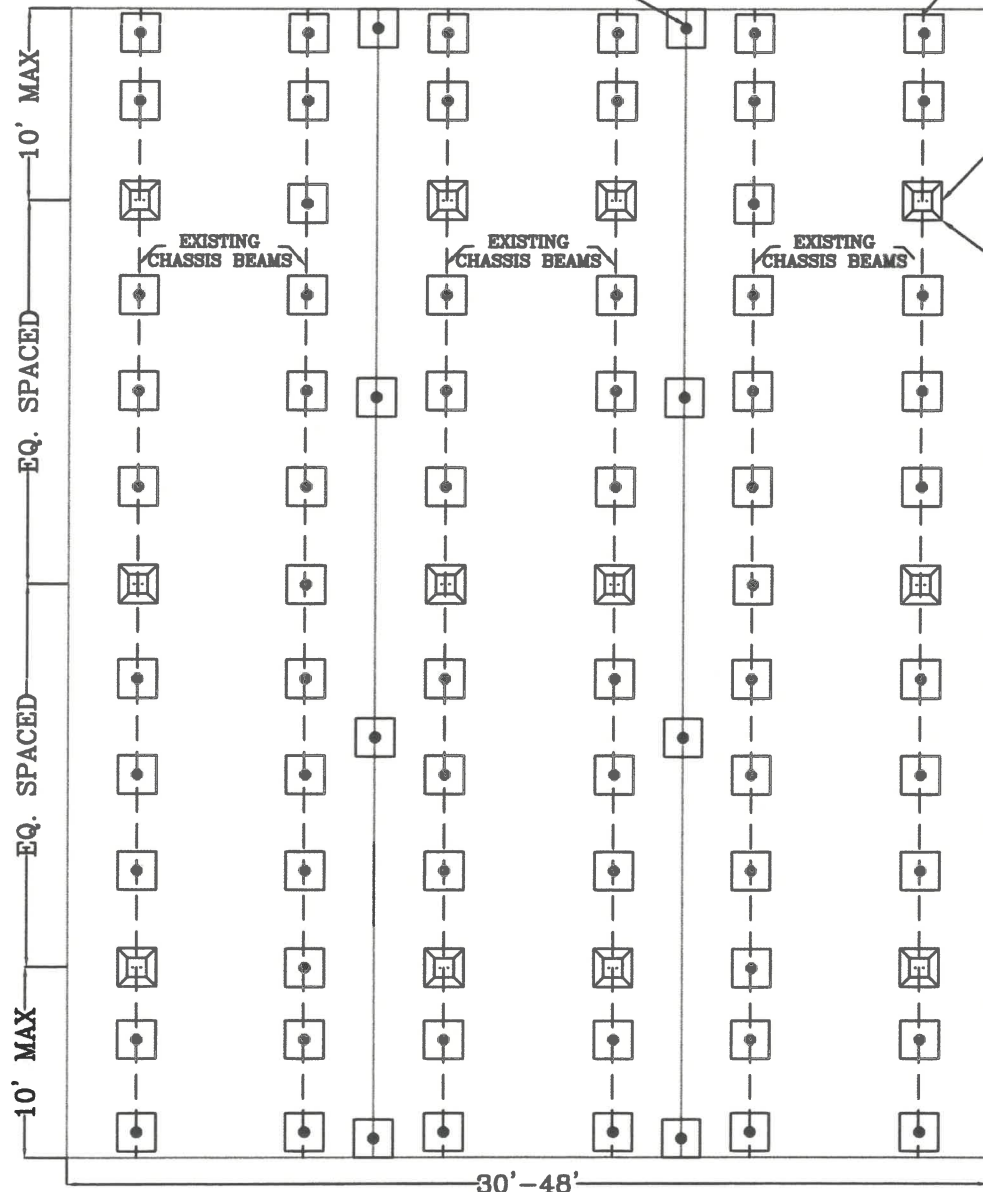 10' MAX
EXISTING
CHASSIS BEAMS
EXISTING
CHASSIS BEAMS
EXISTING
CHASSIS BEAMS
EQ. SPACED
EQ. SPACED
10' MAX
30'-48'